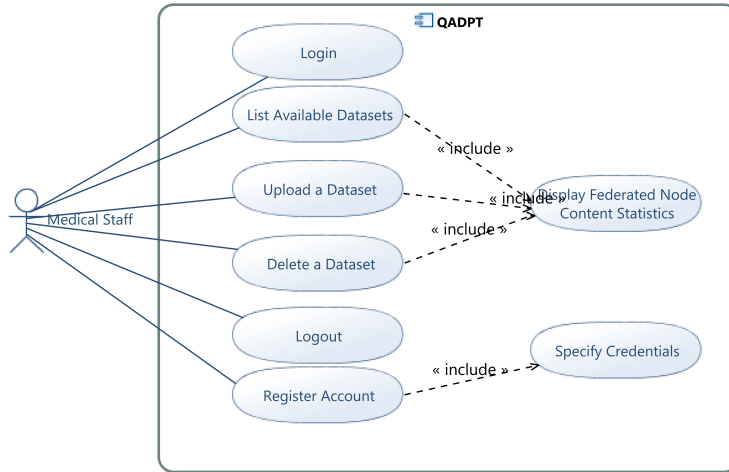 QADPT
Login
List Available Datasets
« include »
Display Federated Node
Content Statistics
Upload a Dataset
« include »
Medical Staff
« include »
Delete a Dataset
Logout
Specify Credentials
« include »
Register Account